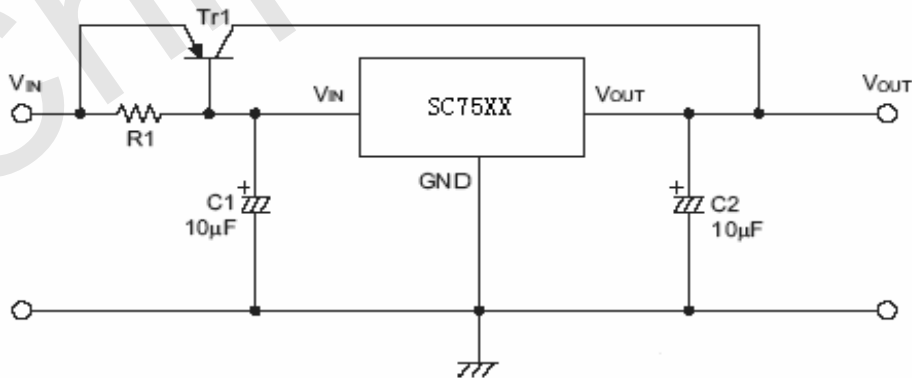 Tr1
VIN
VIN
SC75XX
VOUT
VOUT
R1
GND
C1
10µF
C2
10µF